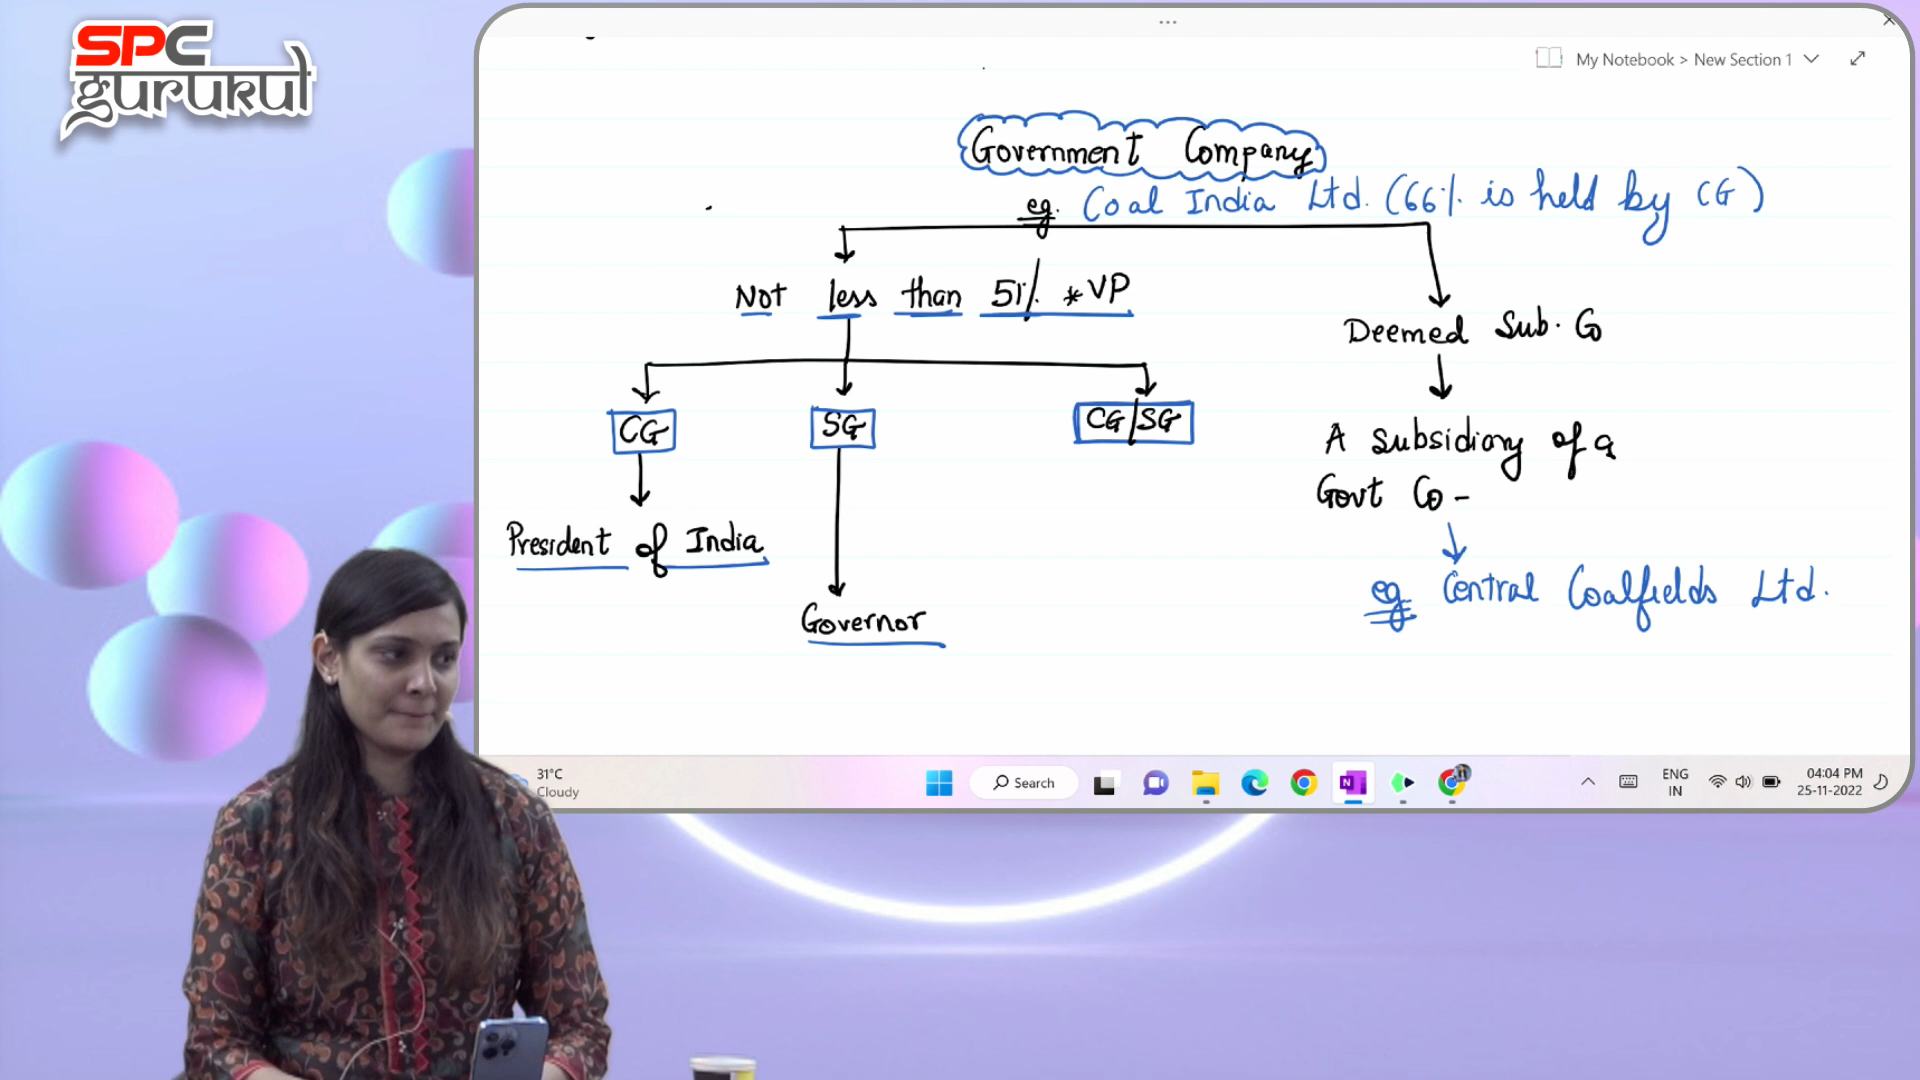 SPC
gurukul
My Notebook > New Section 1
Government Company
eg. Coal India Ltd. (66% is held by CG)
Not less than 51% *VP
Deemed Sub. Co
CG
SG
CG/SG
A subsidiary of a
Govt Co -
President of India
eg Central Coalfields Ltd.
Governor
31°C
Cloudy
Search
ENG
IN
04:04 PM
25-11-2022